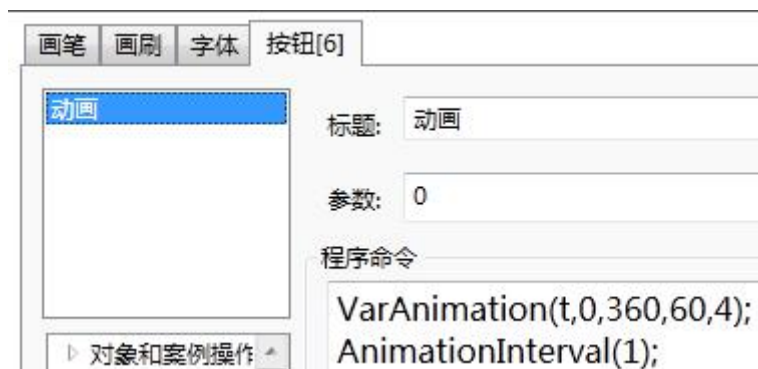 画笔 画刷 字体 按钮[6]
动画
标题: 动画
参数: 0
程序命令
VarAnimation(t,0,360,60,4);
AnimationInterval(1);
对象和案例操作